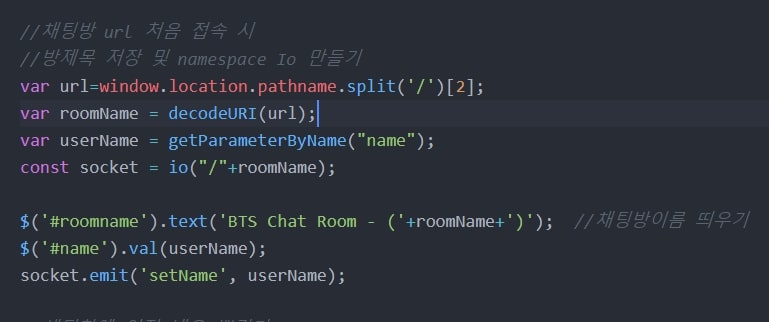 //채팅방 url 처음 접속 시
//방제목 저장 및 namespace Io 만들기
var url=window.location.pathname.split('/')[2];
var roomName = decodeURI(url);
var userName = getParameterByName("name");
const socket = io("/"+roomName);
$('#roomname').text('BTS Chat Room - ('+roomName+')');  //채팅방이름 띄우기
$('#name').val(userName);
socket.emit('setName', userName);